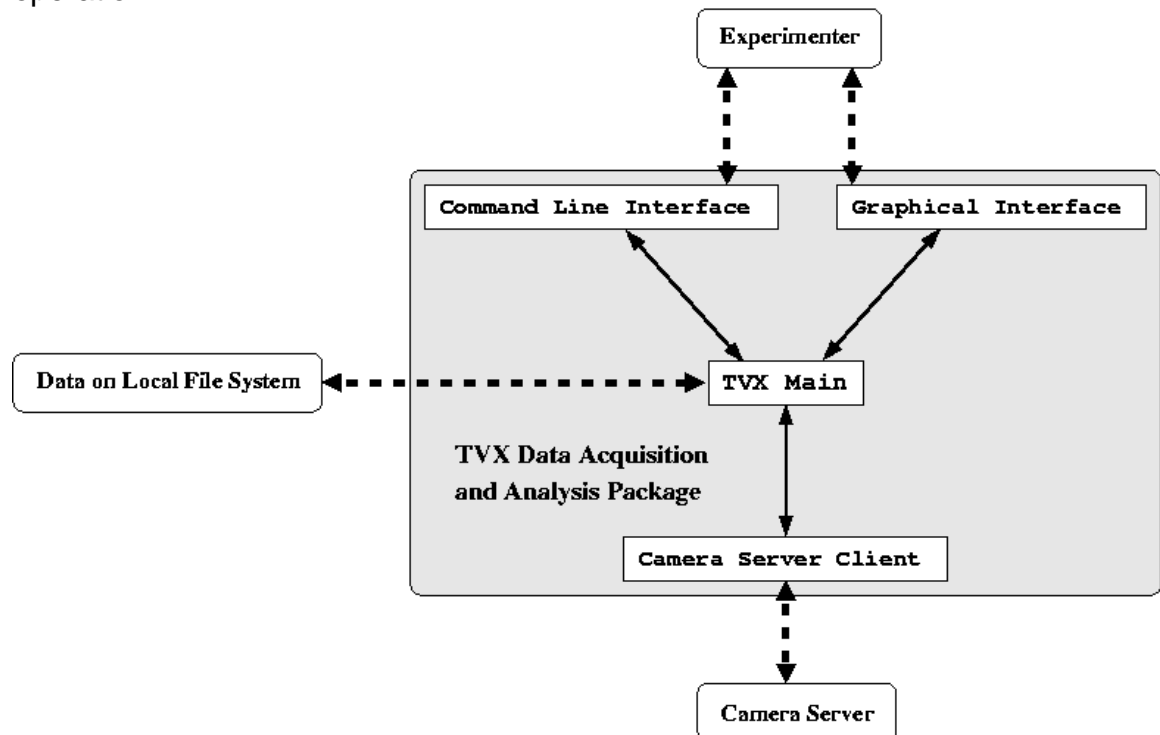 Experimenter
Command Line Interface
Graphical Interface
Data on Local File System
TVX Main
TVX Data Acquisition
and Analysis Package
Camera Server Client
Camera Server